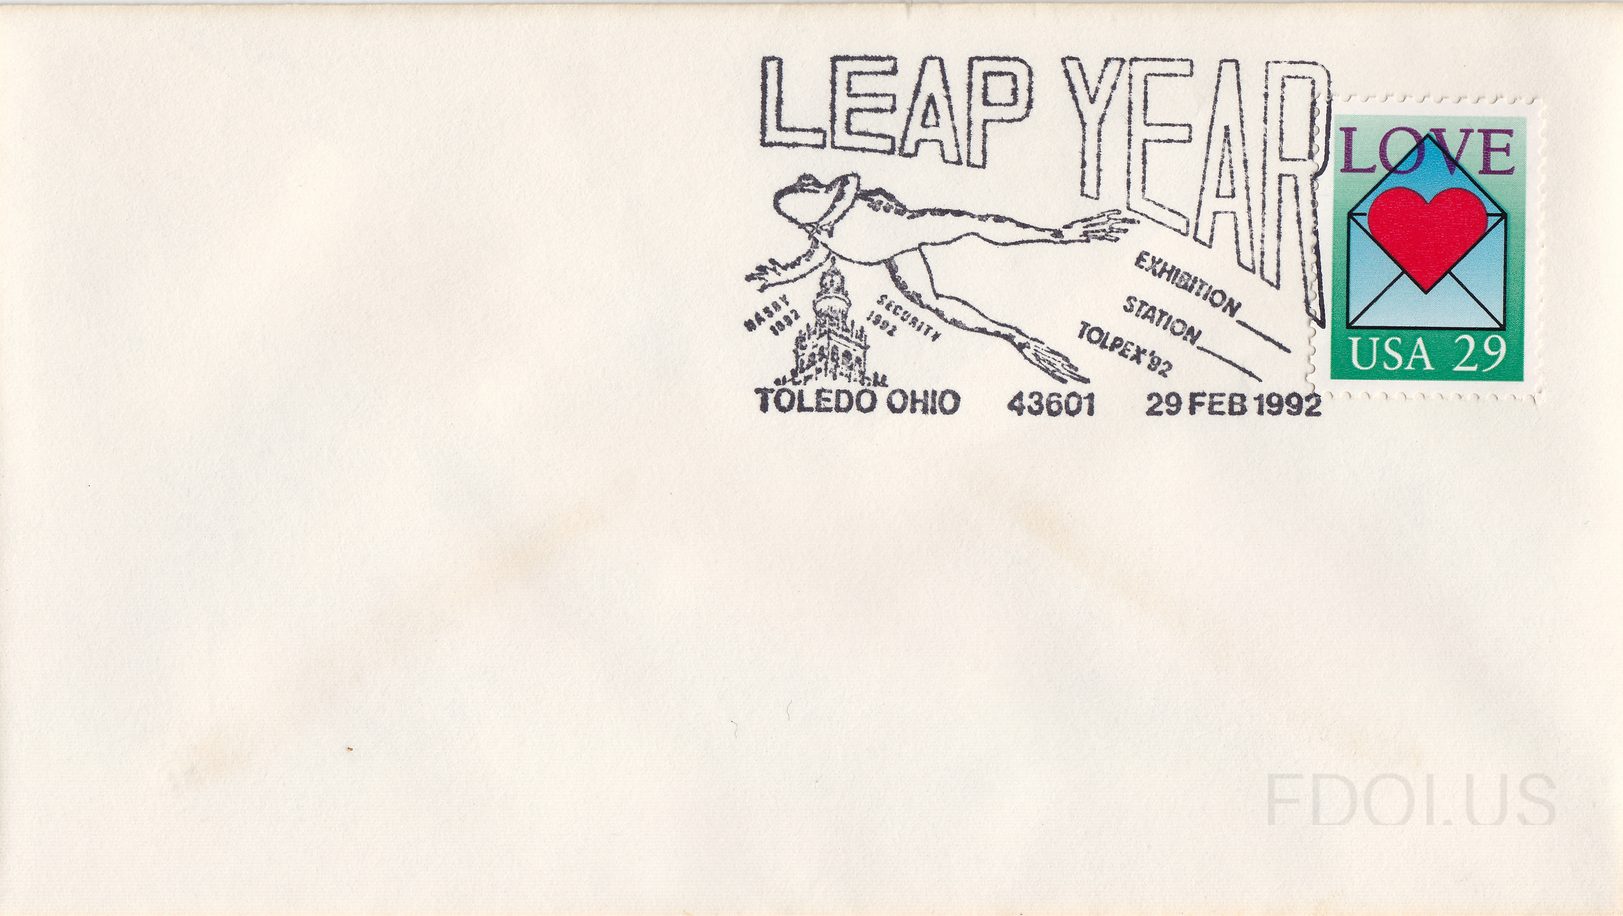 LEAP YEAR
LOVE
EXHIBITION
STATION
TOLPEX '92
NASBY
1892
SECURITY
1992
USA 29
TOLEDO OHIO 43601 29 FEB 1992
FDOI.US